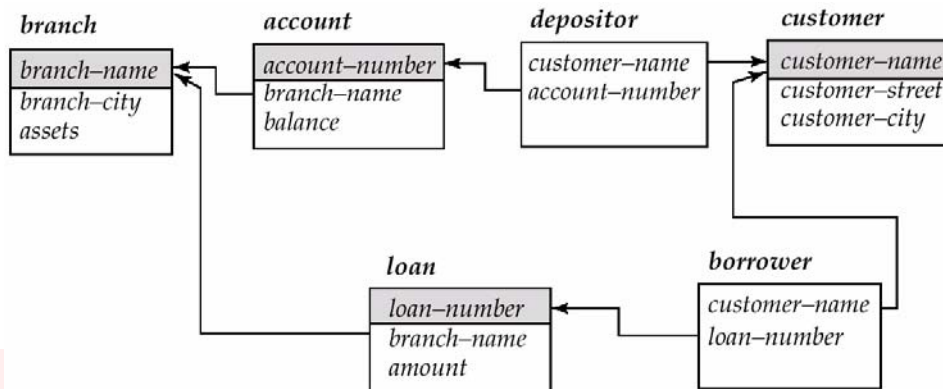 branch
branch–name
branch–city
assets
account
account–number
branch–name
balance
depositor
customer–name
account–number
customer
customer–name
customer–street
customer–city
loan
loan–number
branch–name
amount
borrower
customer–name
loan–number